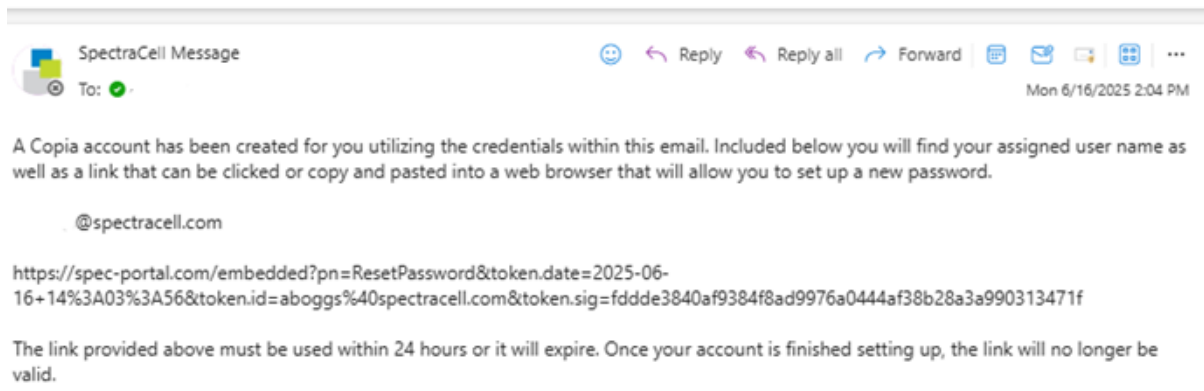 SpectraCell Message
Reply
Reply all
Forward
To:
Mon 6/16/2025 2:04 PM
A Copia account has been created for you utilizing the credentials within this email. Included below you will find your assigned user name as
well as a link that can be clicked or copy and pasted into a web browser that will allow you to set up a new password.
@spectracell.com
https://spec-portal.com/embedded?pn=ResetPassword&token.date=2025-06-
16+14%3A03%3A56&token.id=aboggs%40spectracell.com&token.sig=fddde3840af9384f8ad9976a0444af38b28a3a990313471f
The link provided above must be used within 24 hours or it will expire. Once your account is finished setting up, the link will no longer be
valid.